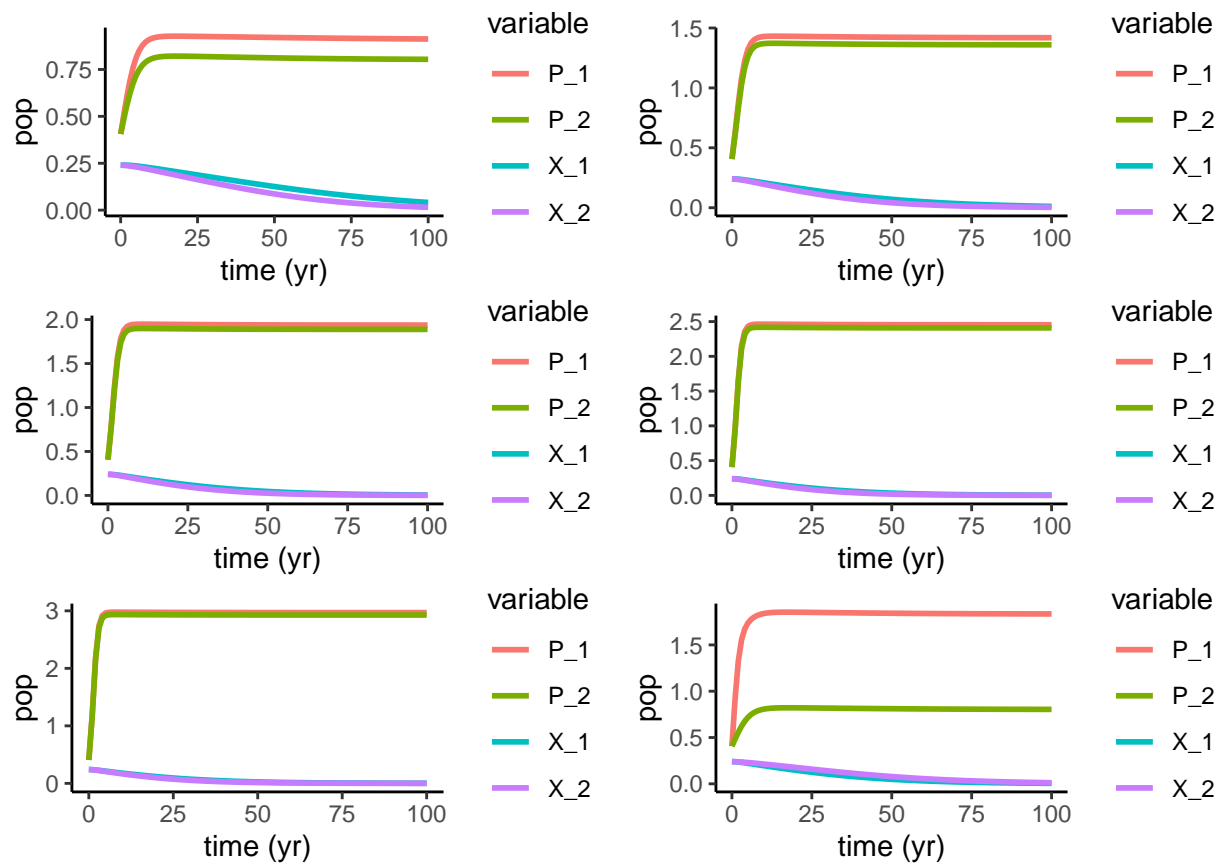 variable
0.75
P_1
pop
0.50
P_2
0.25
X_1
0.00
X_2
0 25 50 75 100
time (yr)
variable
1.5
P_1
1.0
pop
P_2
0.5
X_1
0.0
X_2
0 25 50 75 100
time (yr)
variable
2.0
P_1
1.5
pop
1.0
P_2
0.5
X_1
0.0
X_2
0 25 50 75 100
time (yr)
variable
2.5
2.0
P_1
pop
1.5
P_2
1.0
X_1
0.5
0.0
X_2
0 25 50 75 100
time (yr)
variable
3
P_1
2
pop
P_2
1
X_1
0
X_2
0 25 50 75 100
time (yr)
variable
1.5
P_1
pop
1.0
P_2
0.5
X_1
0.0
X_2
0 25 50 75 100
time (yr)